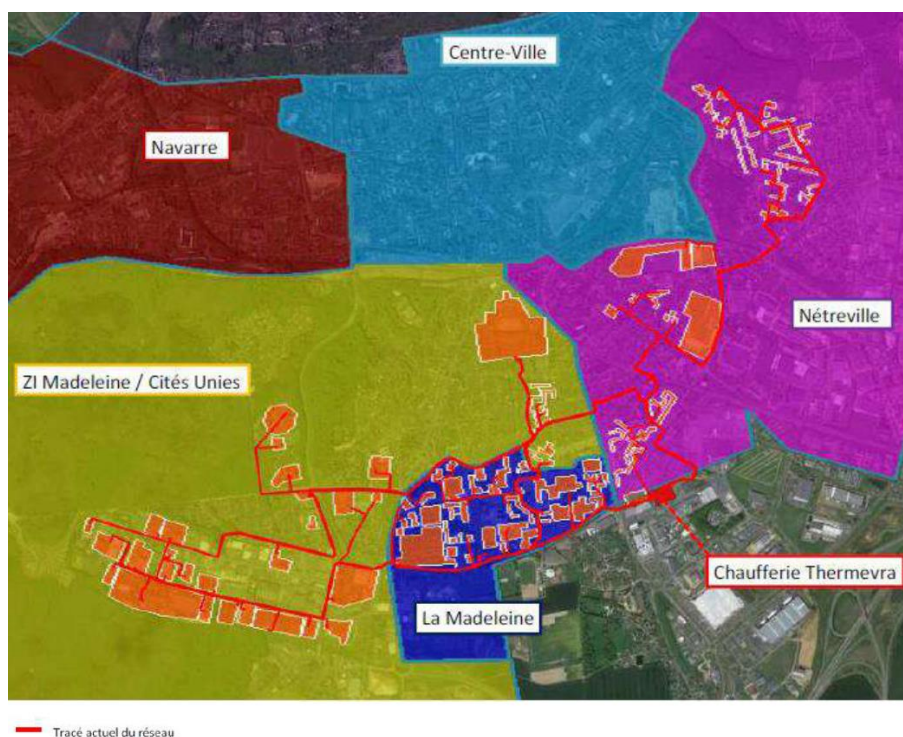 Centre-Ville
Navarre
Nétreville
ZI Madeleine / Cités Unies
Chaufferie Thermevra
La Madeleine
Tracé actuel du réseau